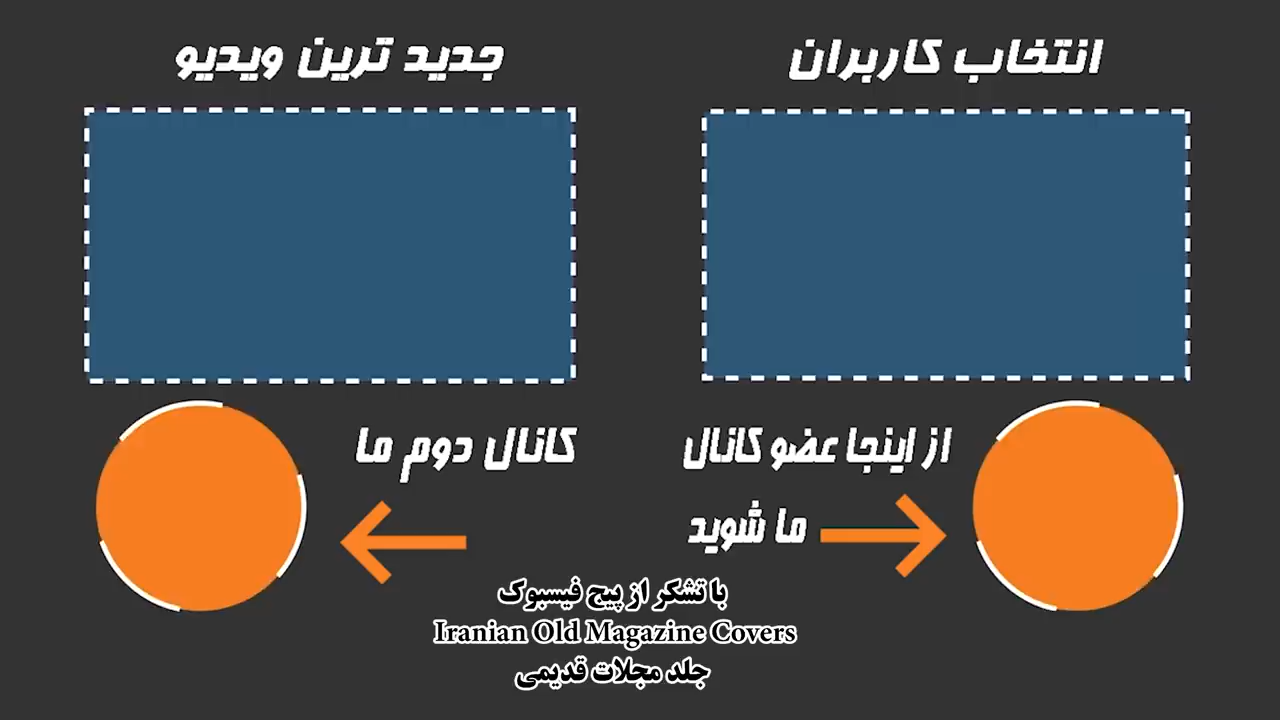 انتخاب کاربران
جدید ترین ویدیو
از اینجا عضو کانال
ما شوید
کانال دوم ما
با تشکر از پیج فیسبوک
Iranian Old Magazine Covers
جلد مجلات قدیمی